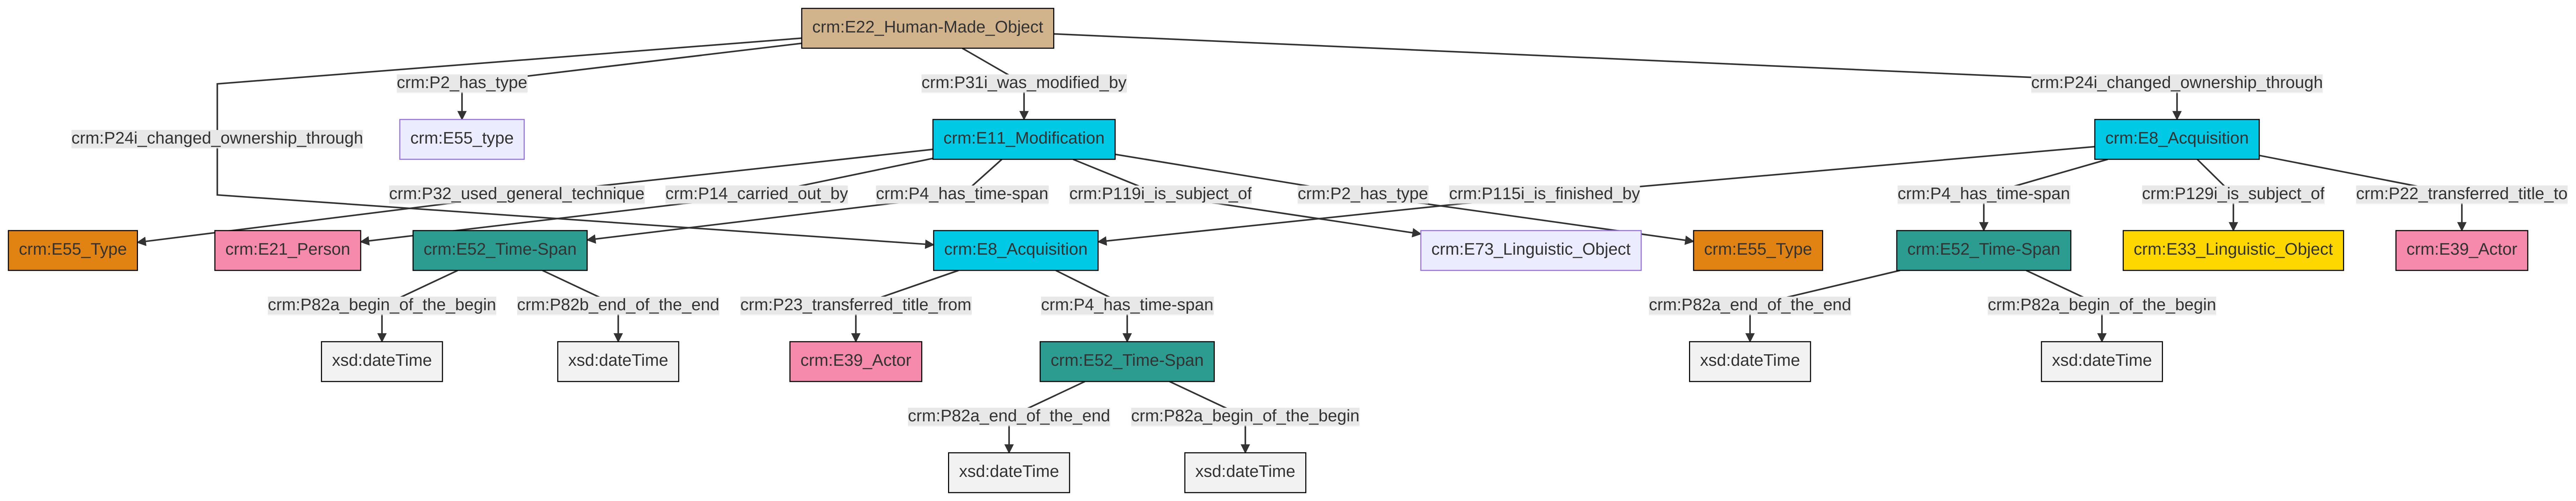 crm:E22_Human-Made_Object
crm:P2_has_type
crm:P31i_was_modified_by
crm:P24i_changed_ownership_through
crm:P24i_changed_ownership_through
crm:E55_type
crm:E11_Modification
crm:E8_Acquisition
crm:P32_used_general_technique
crm:P14_carried_out_by
crm:P4_has_time-span
crm:P119i_is_subject_of
crm:P2_has_type
crm:P115i_is_finished_by
crm:P4_has_time-span
crm:P129i_is_subject_of
crm:P22_transferred_title_to
crm:E55_Type
crm:E21_Person
crm:E52_Time-Span
crm:E8_Acquisition
crm:E73_Linguistic_Object
crm:E55_Type
crm:E52_Time-Span
crm:E33_Linguistic_Object
crm:E39_Actor
crm:P82a_begin_of_the_begin
crm:P82b_end_of_the_end
crm:P23_transferred_title_from
crm:P4_has_time-span
crm:P82a_end_of_the_end
crm:P82a_begin_of_the_begin
xsd:dateTime
xsd:dateTime
crm:E39_Actor
crm:E52_Time-Span
xsd:dateTime
xsd:dateTime
crm:P82a_end_of_the_end
crm:P82a_begin_of_the_begin
xsd:dateTime
xsd:dateTime